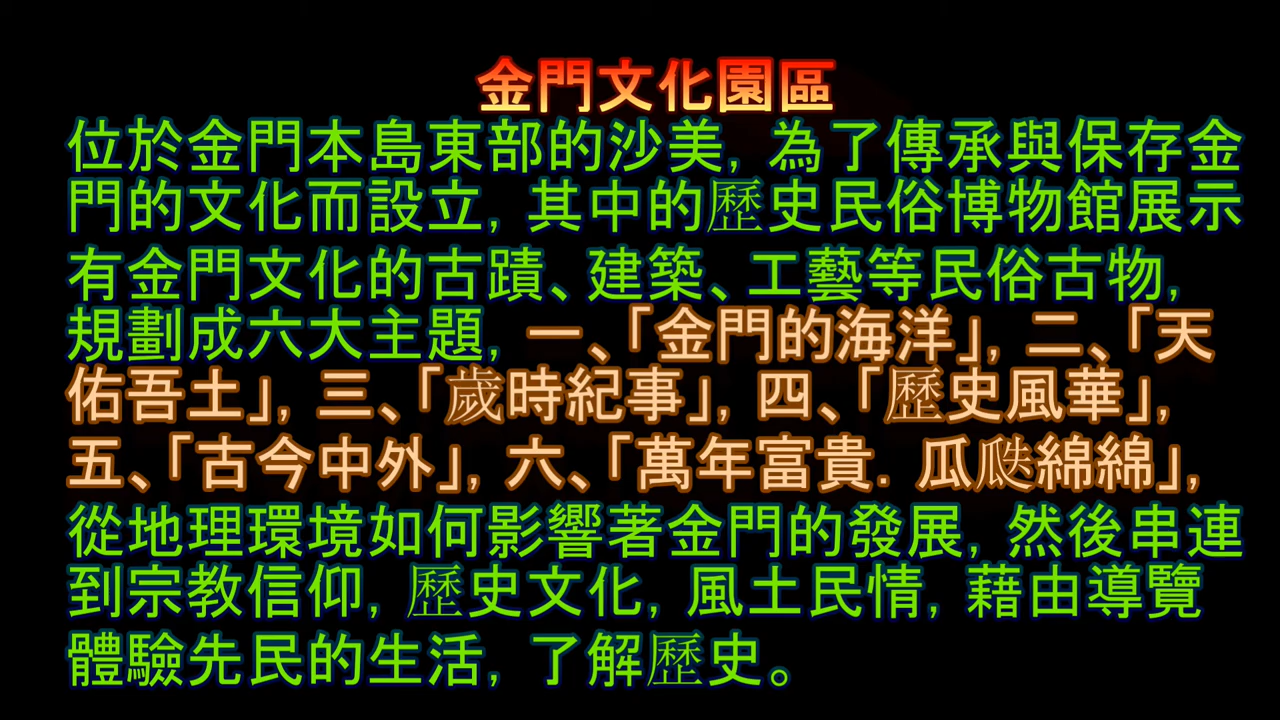 金門文化園區
位於金門本島東部的沙美, 為了傳承與保存金
門的文化而設立, 其中的歷史民俗博物館展示
有金門文化的古蹟、建築、工藝等民俗古物,
規劃成六大主題, 一、「金門的海洋」, 二、「天
佑吾土」, 三、「歲時紀事」, 四、「歷史風華」,
五、「古今中外」, 六、「萬年富貴. 瓜瓞綿綿」,
從地理環境如何影響著金門的發展, 然後串連
到宗教信仰, 歷史文化, 風土民情, 藉由導覽
體驗先民的生活, 了解歷史。